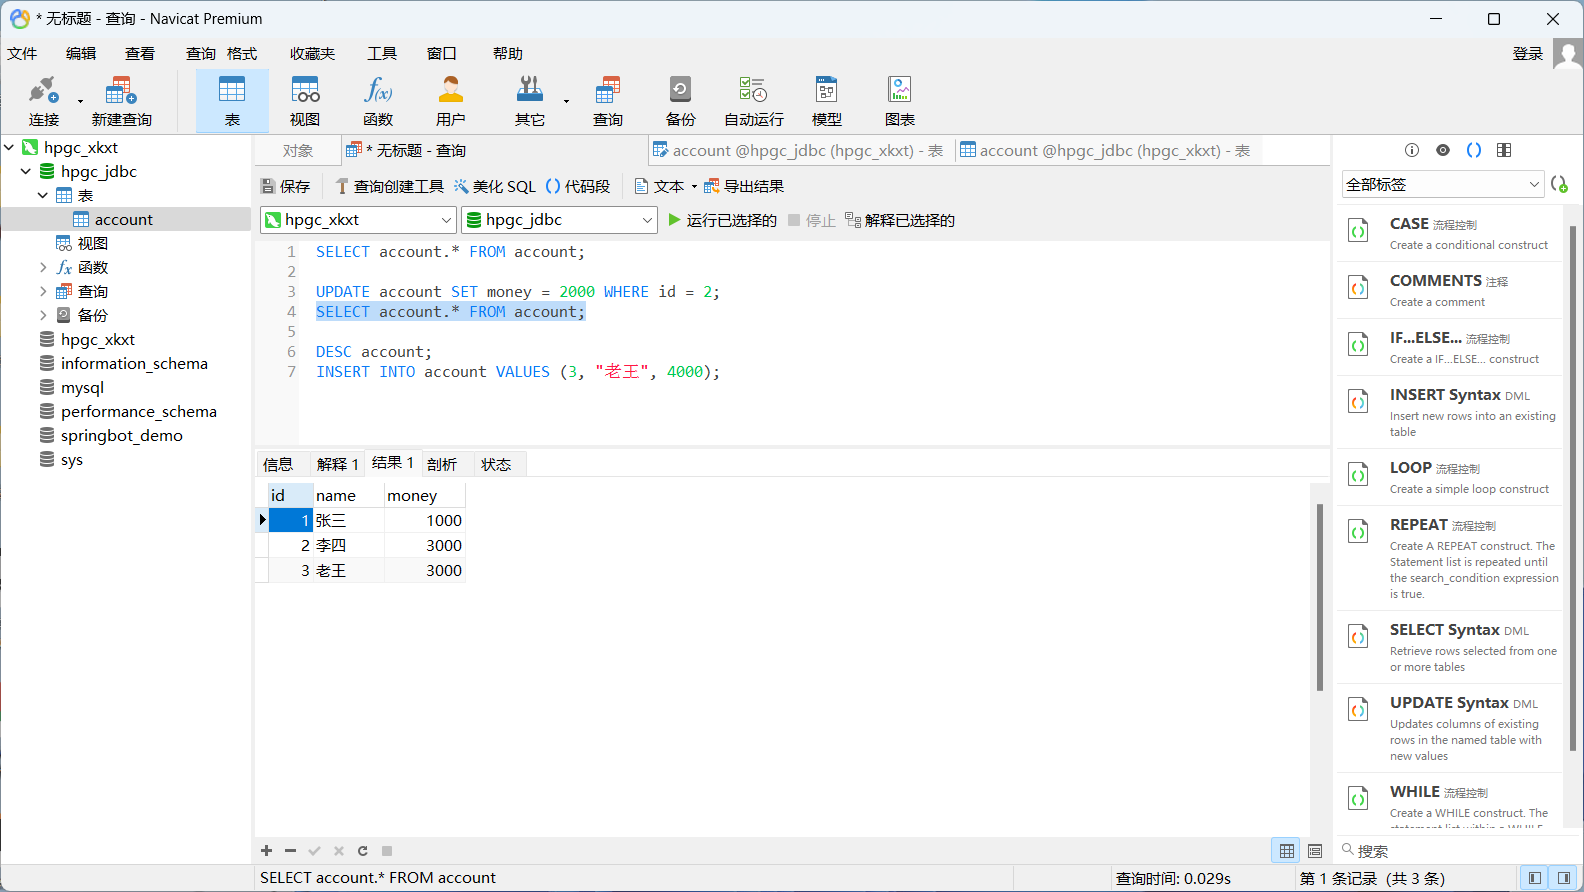 * 无标题 - 查询 - Navicat Premium
文件 编辑 查看 查询 格式 收藏夹 工具 窗口 帮助 登录
连接 新建查询 表 视图 函数 用户 其它 查询 备份 自动运行 模型 图表
hpgc_xkxt
hpgc_jdbc
表
account
视图
函数
查询
备份
hpgc_xkxt
information_schema
mysql
performance_schema
springbot_demo
sys
对象 * 无标题 - 查询 account @hpgc_jdbc (hpgc_xkxt) - 表 account @hpgc_jdbc (hpgc_xkxt) - 表
保存 查询创建工具 美化 SQL () 代码段 文本 导出结果
hpgc_xkxt hpgc_jdbc 运行已选择的 停止 解释已选择的
1 SELECT account.* FROM account;
2
3 UPDATE account SET money = 2000 WHERE id = 2;
4 SELECT account.* FROM account;
5
6 DESC account;
7 INSERT INTO account VALUES (3, "老王", 4000);
信息 解释 1 结果 1 剖析 状态
id name money
1 张三 1000
2 李四 3000
3 老王 3000
SELECT account.* FROM account 查询时间: 0.029s 第 1 条记录 (共 3 条)
全部标签
CASE 流程控制
Create a conditional construct
COMMENTS 注释
Create a comment
IF...ELSE... 流程控制
Create a IF...ELSE... construct
INSERT Syntax DML
Insert new rows into an existing
table
LOOP 流程控制
Create a simple loop construct
REPEAT 流程控制
Create A REPEAT construct. The
Statement list is repeated until
the search_condition expression
is true.
SELECT Syntax DML
Retrieve rows selected from one
or more tables
UPDATE Syntax DML
Updates columns of existing
rows in the named table with
new values
WHILE 流程控制
Create a WHILE construct. The
statement list within a WHILE
搜索